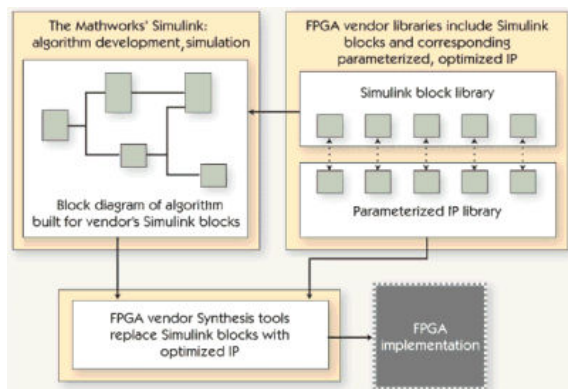 The Mathworks' Simulink:
algorithm development, simulation
Block diagram of algorithm
built for vendor's Simulink blocks
FPGA vendor libraries include Simulink
blocks and corresponding
parameterized, optimized IP
Simulink block library
Parameterized IP library
FPGA vendor Synthesis tools
replace Simulink blocks with
optimized IP
FPGA
implementation